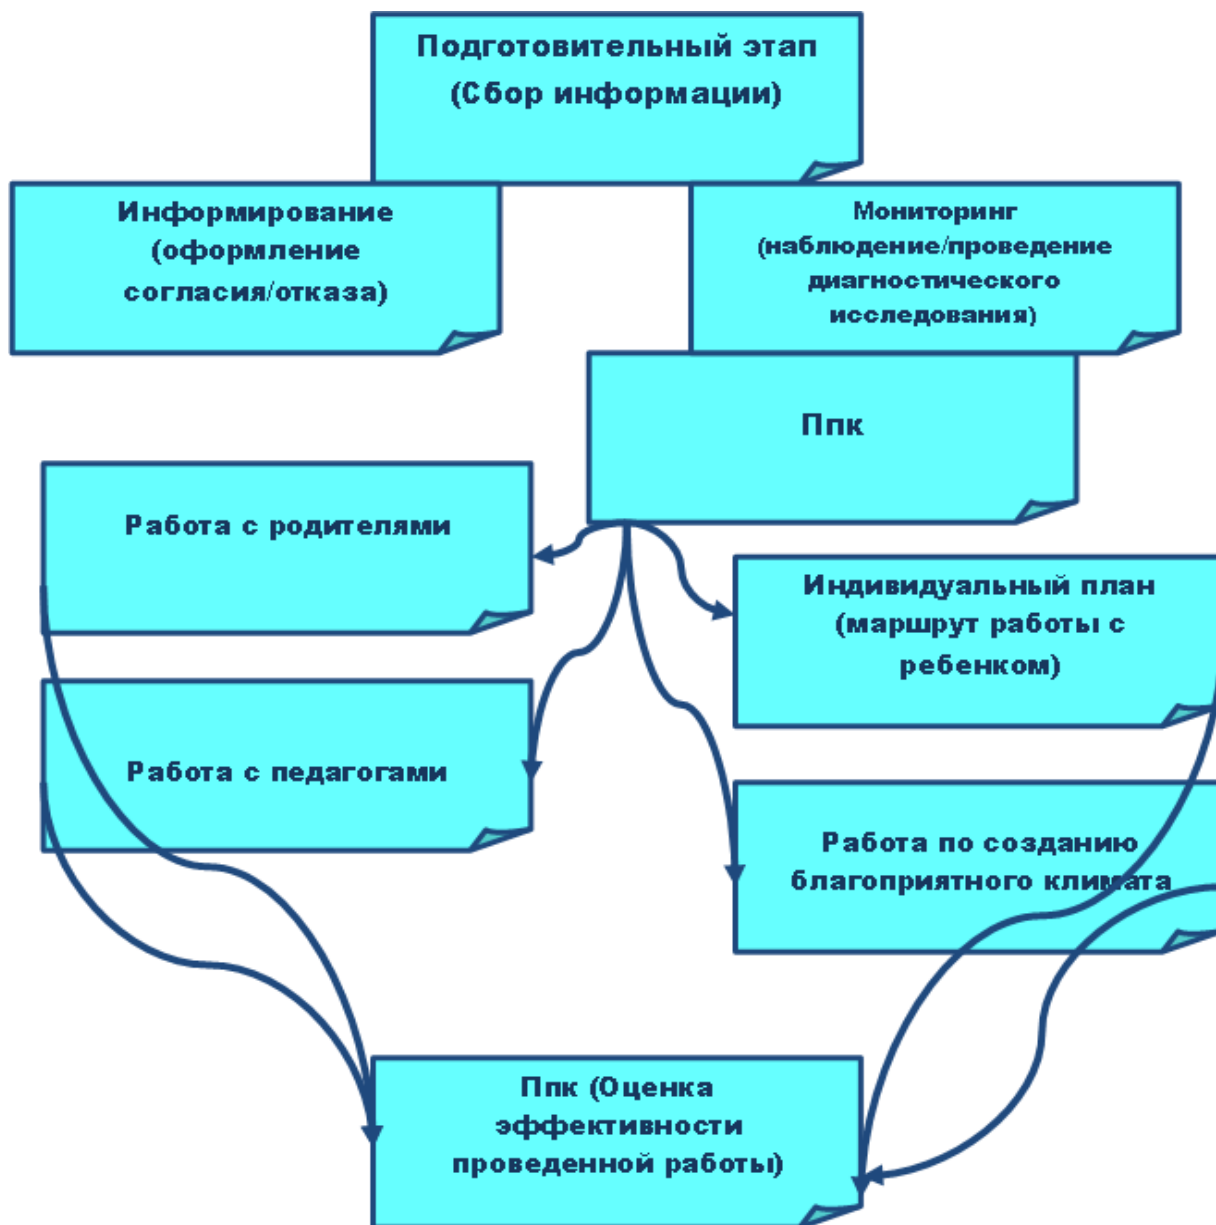 Подготовительный этап
(Сбор информации)
Информирование
(оформление
согласия/отказа)
Мониторинг
(наблюдение/проведение
диагностического
исследования)
Ппк
Работа с родителями
Индивидуальный план
(маршрут работы с
ребенком)
Работа с педагогами
Работа по созданию
благоприятного климата
Ппк (Оценка
эффективности
проведенной работы)